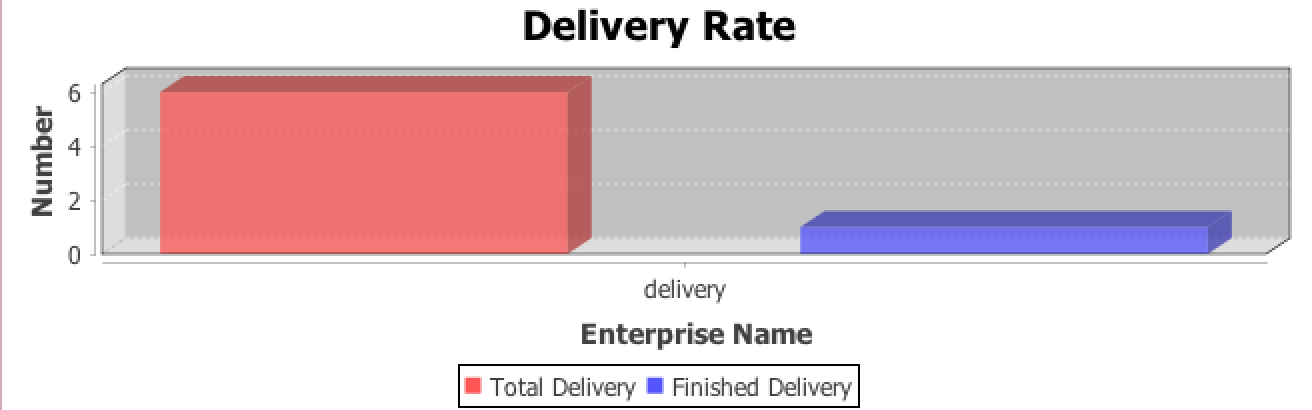 Delivery Rate
Number
6
4
2
0
delivery
Enterprise Name
Total Delivery Finished Delivery